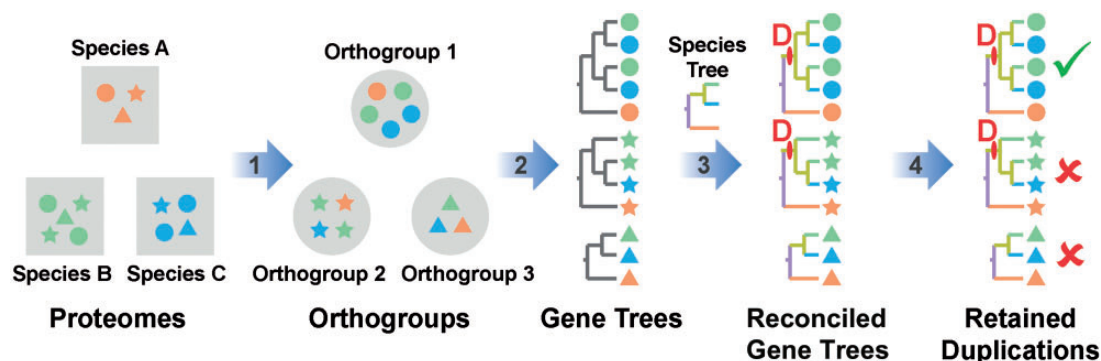 Species A
Species B
Species C
Proteomes
1
Orthogroup 1
Orthogroup 2
Orthogroup 3
Orthogroups
2
Gene Trees
Species
Tree
3
D
D
Reconciled
Gene Trees
4
D
D
Retained
Duplications